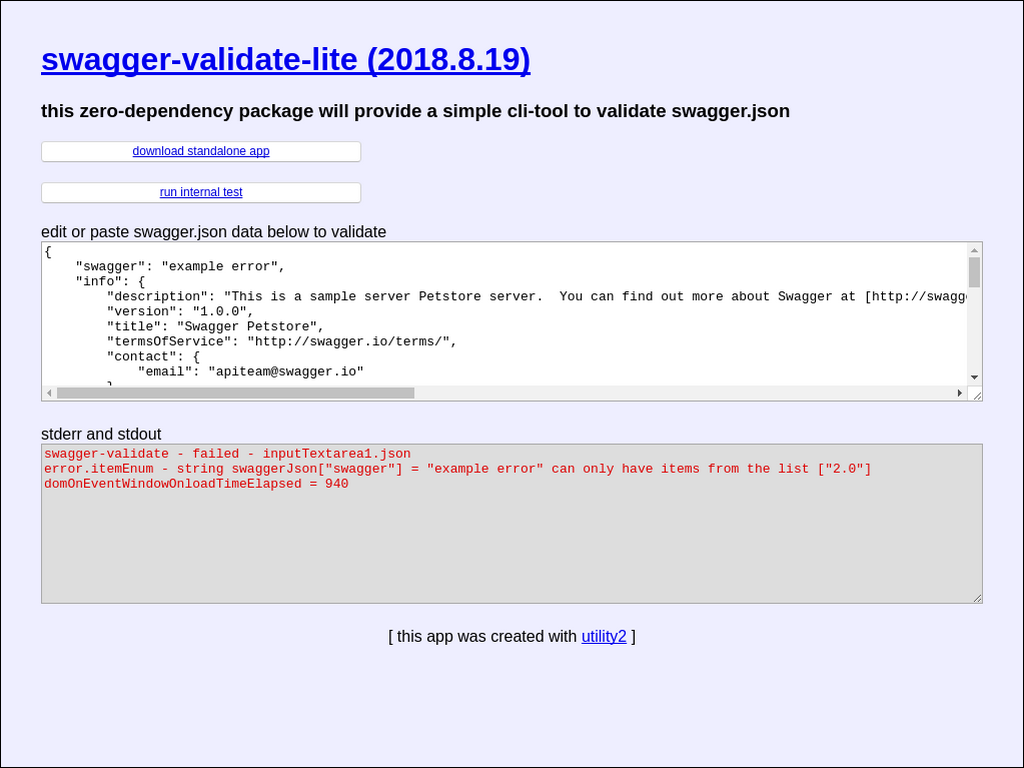 swagger-validate-lite (2018.8.19)
this zero-dependency package will provide a simple cli-tool to validate swagger.json
download standalone app
run internal test
edit or paste swagger.json data below to validate
{
    "swagger": "example error",
    "info": {
        "description": "This is a sample server Petstore server.  You can find out more about Swagger at [http://swagg
        "version": "1.0.0",
        "title": "Swagger Petstore",
        "termsOfService": "http://swagger.io/terms/",
        "contact": {
            "email": "apiteam@swagger.io"
        }
stderr and stdout
swagger-validate - failed - inputTextarea1.json
error.itemEnum - string swaggerJson["swagger"] = "example error" can only have items from the list ["2.0"]
domOnEventWindowOnloadTimeElapsed = 940
[ this app was created with utility2 ]